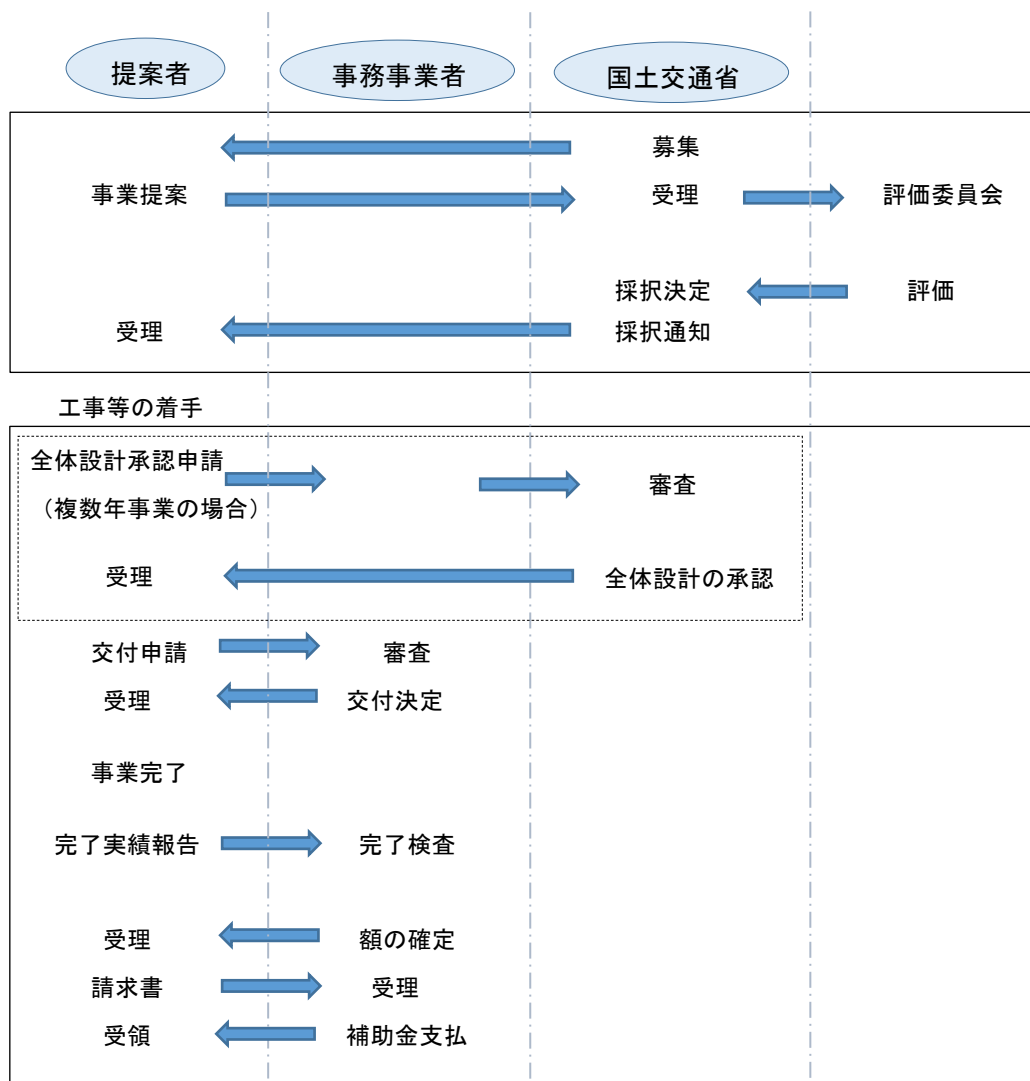 提案者
事務事業者
国土交通省
募集
事業提案
受理
評価委員会
採択決定
評価
受理
採択通知
工事等の着手
全体設計承認申請
（複数年事業の場合）
審査
受理
全体設計の承認
交付申請
審査
受理
交付決定
事業完了
完了実績報告
完了検査
受理
額の確定
請求書
受理
受領
補助金支払